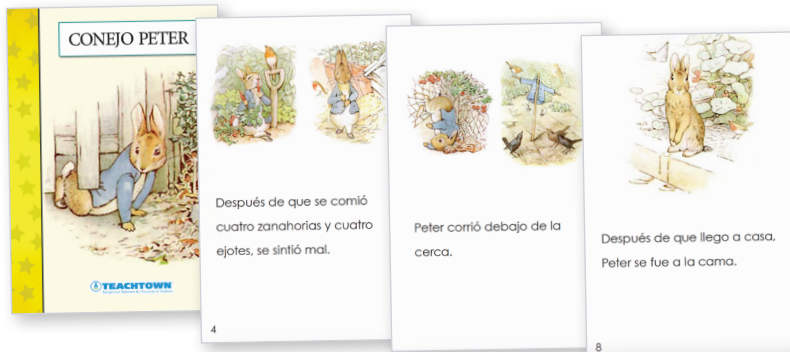 CONEJO PETER
TEACHTOWN
Después de que se comió
cuatro zanahorias y cuatro
ejotes, se sintió mal.
4
Peter corrió debajo de la
cerca.
Después de que llego a casa,
Peter se fue a la cama.
8